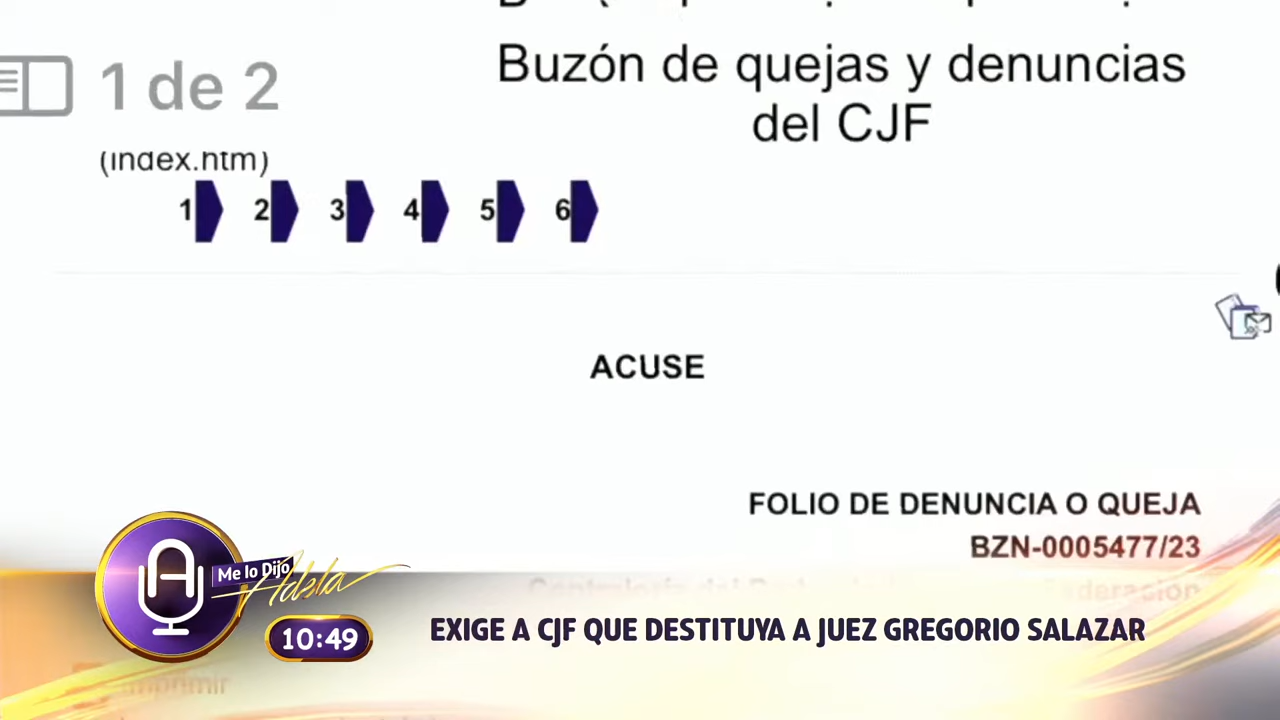 Buzón de quejas y denuncias
del CJF
1 de 2
(index.htm)
1 2 3 4 5 6
ACUSE
FOLIO DE DENUNCIA O QUEJA
BZN-0005477/23
Me lo Dijo
Adela
10:49
EXIGE A CJF QUE DESTITUYA A JUEZ GREGORIO SALAZAR
Imprimir